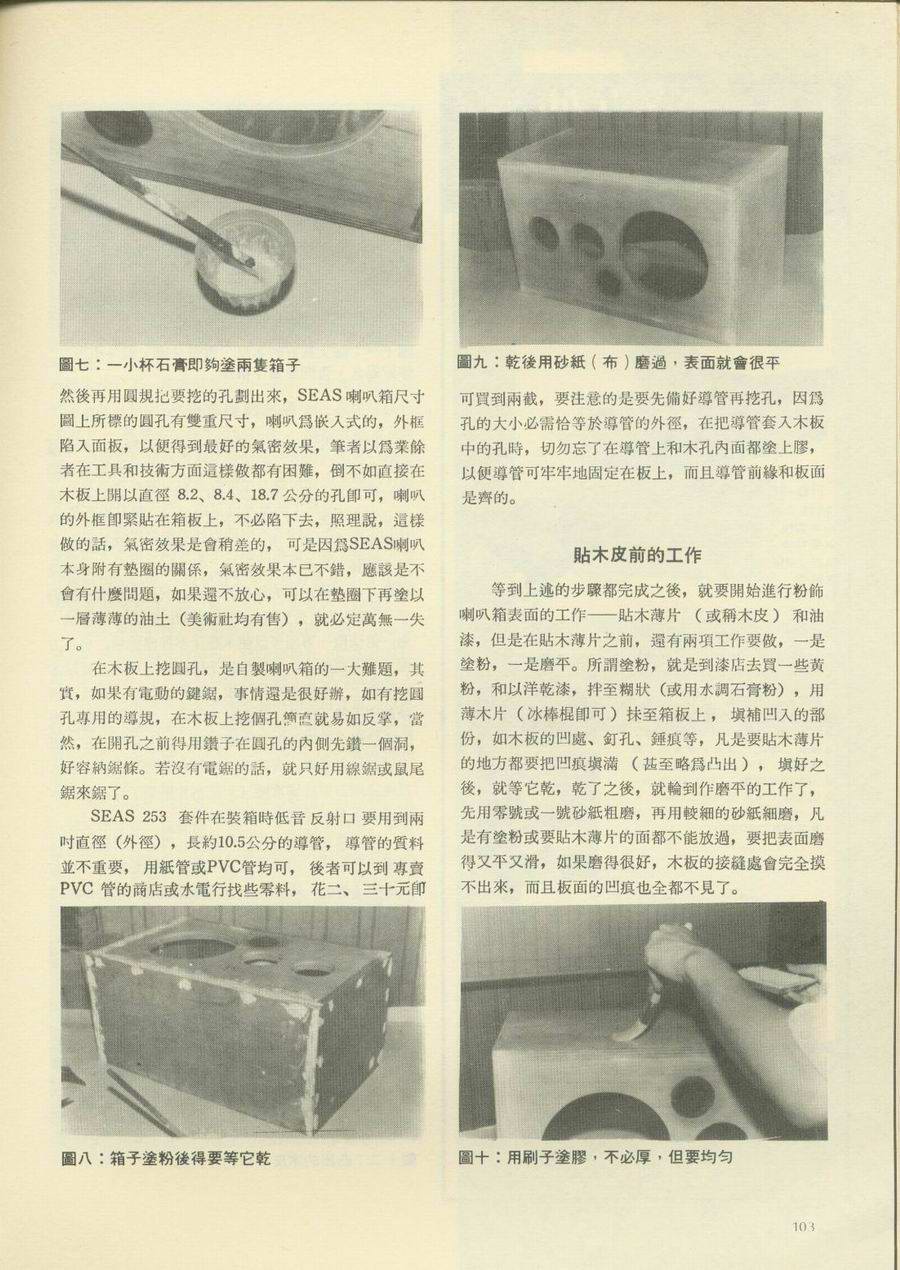 圖七：一小杯石膏即夠塗兩隻箱子
然後再用圓規把要挖的孔劃出來，SEAS 喇叭箱尺寸
圖上所標的圓孔有雙重尺寸，喇叭爲嵌入式的，外框
陷入面板，以便得到最好的氣密效果，筆者以爲業餘
者在工具和技術方面這樣做都有困難，倒不如直接在
木板上開以直徑 8.2、8.4、18.7 公分的孔卽可，喇叭
的外框卽緊貼在箱板上，不必陷下去，照理說，這樣
做的話，氣密效果是會稍差的， 可是因爲SEAS喇叭
本身附有墊圈的關係，氣密效果本已不錯，應該是不
會有什麼問題，如果還不放心，可以在墊圈下再塗以
一層薄薄的油土（美術社均有售），就必定萬無一失
了。
在木板上挖圓孔，是自製喇叭箱的一大難題，其
實，如果有電動的鍵鋸，事情還是很好辦，如有挖圓
孔專用的導規，在木板上挖個孔簡直就易如反掌，當
然，在開孔之前得用鑽子在圓孔的內側先鑽一個洞，
好容納鋸條。若沒有電鋸的話，就只好用線鋸或鼠尾
鋸來鋸了。
SEAS 253 套件在裝箱時低音反射口 要用到兩
吋直徑（外徑），長約10.5公分的導管， 導管的質料
並不重要， 用紙管或PVC管均可， 後者可以到 專賣
PVC 管的商店或水電行找些零料， 花二、 三十元卽
圖八：箱子塗粉後得要等它乾
圖九：乾後用砂紙（布）磨過，表面就會很平
可買到兩截，要注意的是要先備好導管再挖孔，因爲
孔的大小必需恰等於導管的外徑，在把導管套入木板
中的孔時，切勿忘了在導管上和木孔內面都塗上膠，
以便導管可牢牢地固定在板上，而且導管前緣和板面
是齊的。
貼木皮前的工作
等到上述的步驟都完成之後，就要開始進行粉飾
喇叭箱表面的工作——貼木薄片 （或稱木皮） 和油
漆，但是在貼木薄片之前，還有兩項工作要做，一是
塗粉，一是磨平。所謂塗粉，就是到漆店去買一些黃
粉，和以洋乾漆，拌至糊狀（或用水調石膏粉），用
薄木片（冰棒棍卽可）抹至箱板上， 塡補凹入的部
份，如木板的凹處、釘孔、錘痕等，凡是要貼木薄片
的地方都要把凹痕塡滿 （甚至略爲凸出）， 塡好之
後，就等它乾，乾了之後，就輪到作磨平的工作了，
先用零號或一號砂紙粗磨，再用較細的砂紙細磨，凡
是有塗粉或要貼木薄片的面都不能放過，要把表面磨
得又平又滑，如果磨得很好，木板的接縫處會完全摸
不出來，而且板面的凹痕也全都不見了。
圖十：用刷子塗膠，不必厚，但要均勻
103